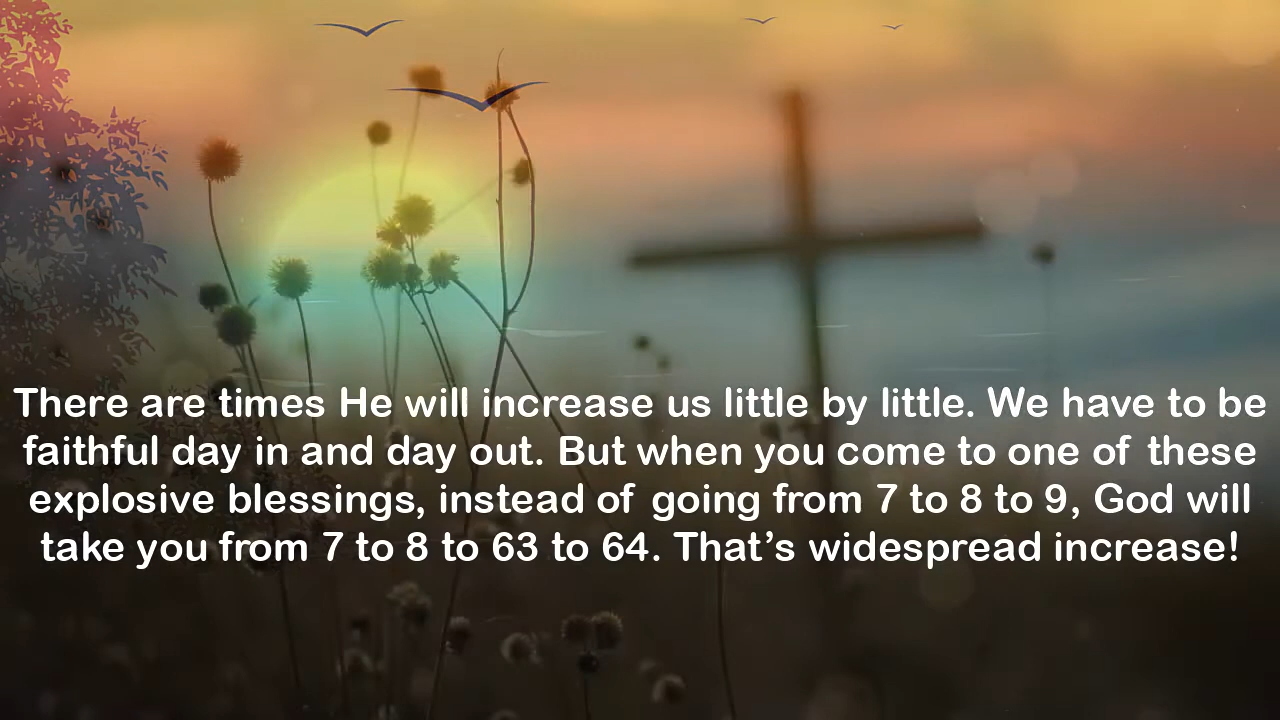 There are times He will increase us little by little. We have to be
faithful day in and day out. But when you come to one of these
explosive blessings, instead of going from 7 to 8 to 9, God will
take you from 7 to 8 to 63 to 64. That’s widespread increase!